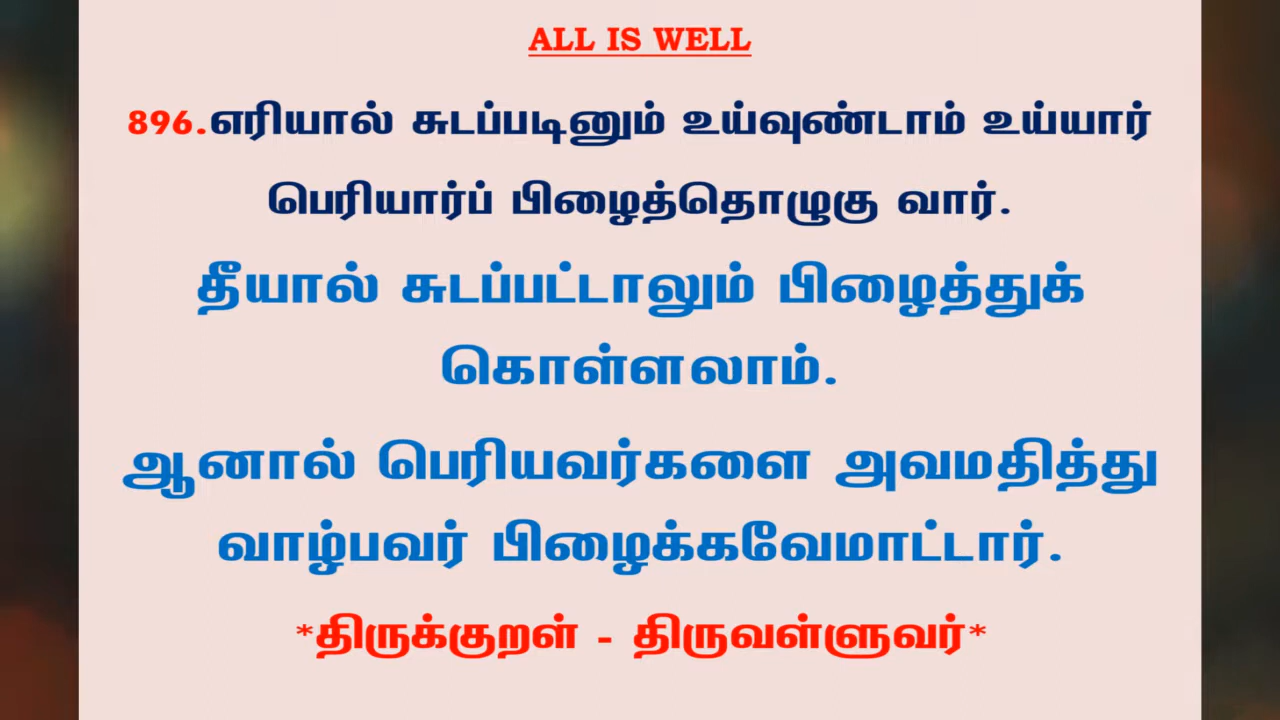 ALL IS WELL
896.எரியால் சுடப்படினும் உய்வுண்டாம் உய்யார்
பெரியார்ப் பிழைத்தொழுகு வார்.
தீயால் சுடப்பட்டாலும் பிழைத்துக்
கொள்ளலாம்.
ஆனால் பெரியவர்களை அவமதித்து
வாழ்பவர் பிழைக்கவேமாட்டார்.
*திருக்குறள் - திருவள்ளுவர்*